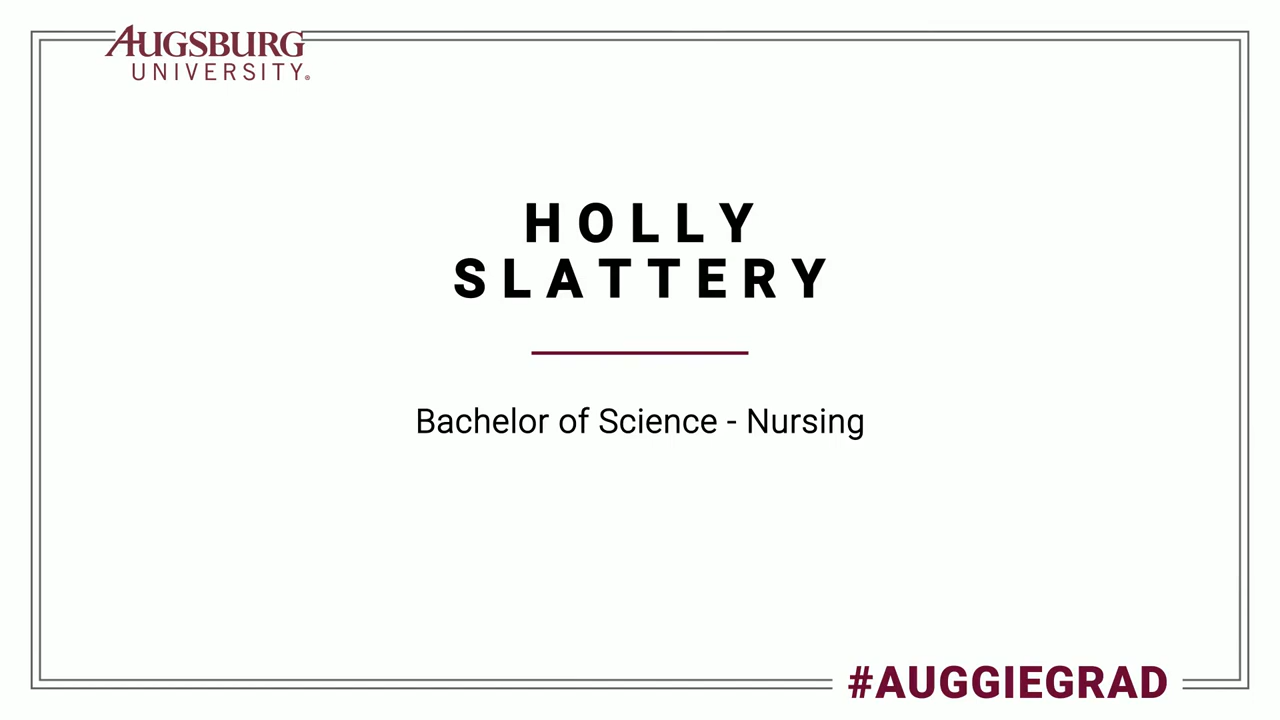 AUGSBURG
UNIVERSITY®
HOLLY
SLATTERY
Bachelor of Science - Nursing
#AUGGIEGRAD